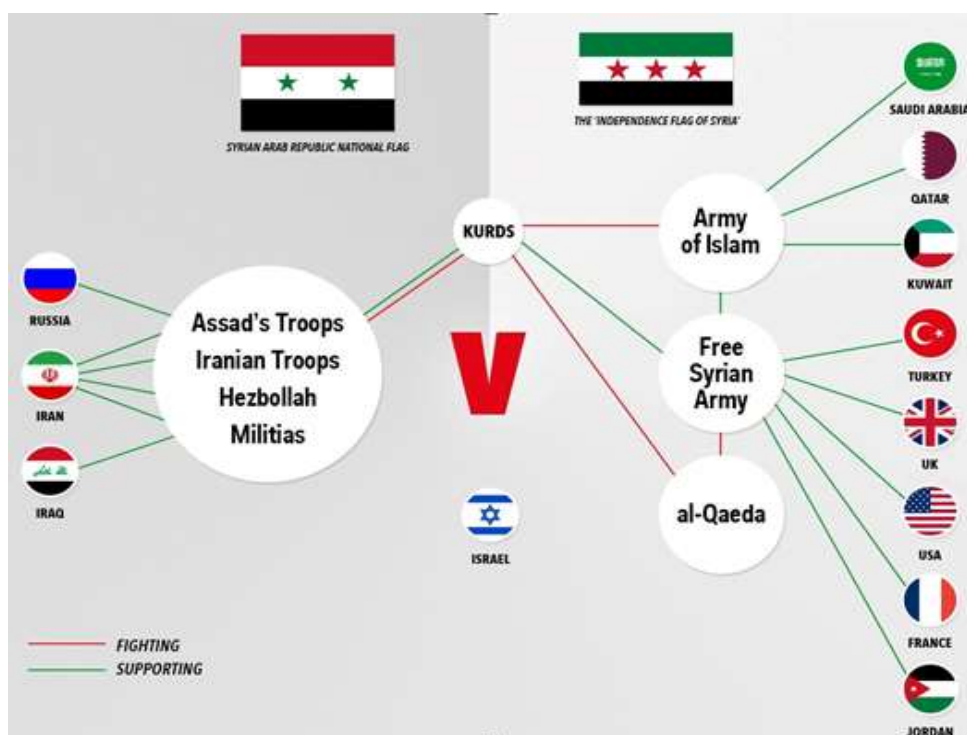 SYRIAN ARAB REPUBLIC NATIONAL FLAG
THE 'INDEPENDENCE FLAG OF SYRIA'
SAUDI ARABIA
QATAR
KURDS
Army
of Islam
KUWAIT
RUSSIA
Assad's Troops
Iranian Troops
Hezbollah
Militias
V
Free
Syrian
Army
TURKEY
IRAN
UK
IRAQ
ISRAEL
al-Qaeda
USA
FIGHTING
SUPPORTING
FRANCE
JORDAN